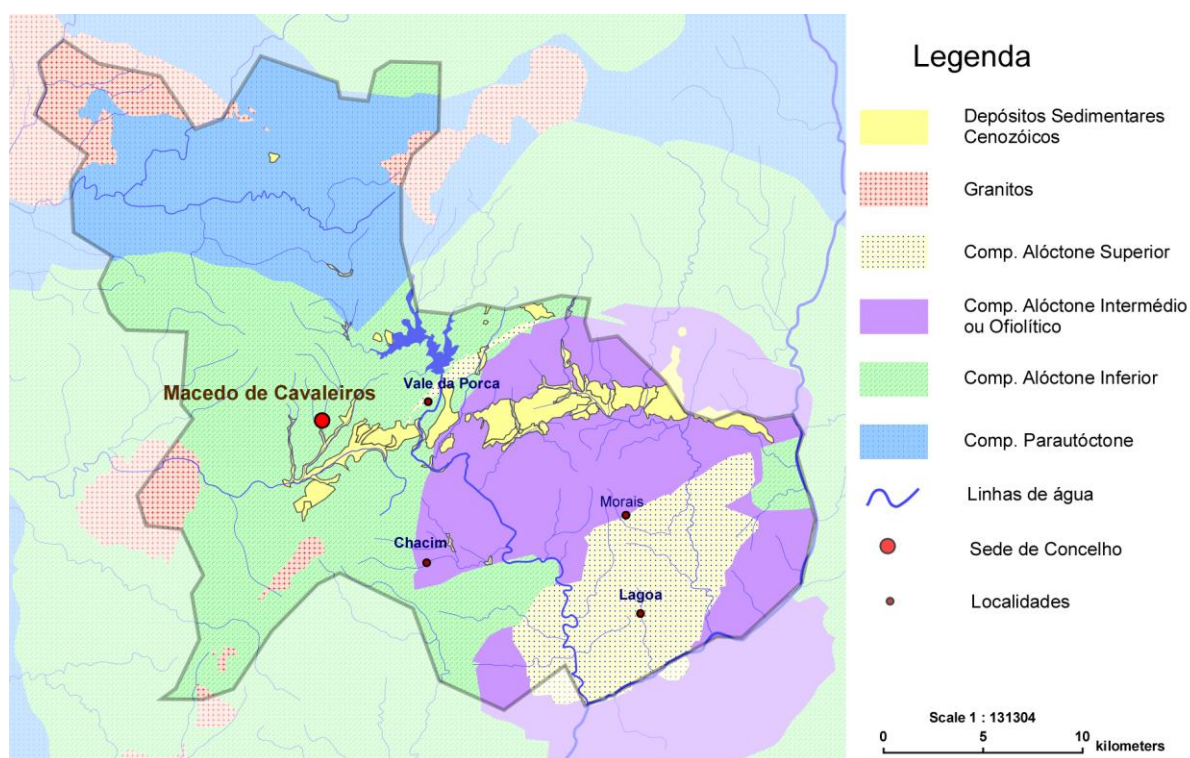 Legenda
Depósitos Sedimentares
Cenozóicos
Granitos
Comp. Alóctone Superior
Comp. Alóctone Intermédio
ou Ofiolítico
Comp. Alóctone Inferior
Comp. Parautóctone
Linhas de água
Sede de Concelho
Localidades
Scale 1 : 131304
0 5 10
kilometers
Macedo de Cavaleiros
Vale da Porca
Morais
Chacim
Lagoa